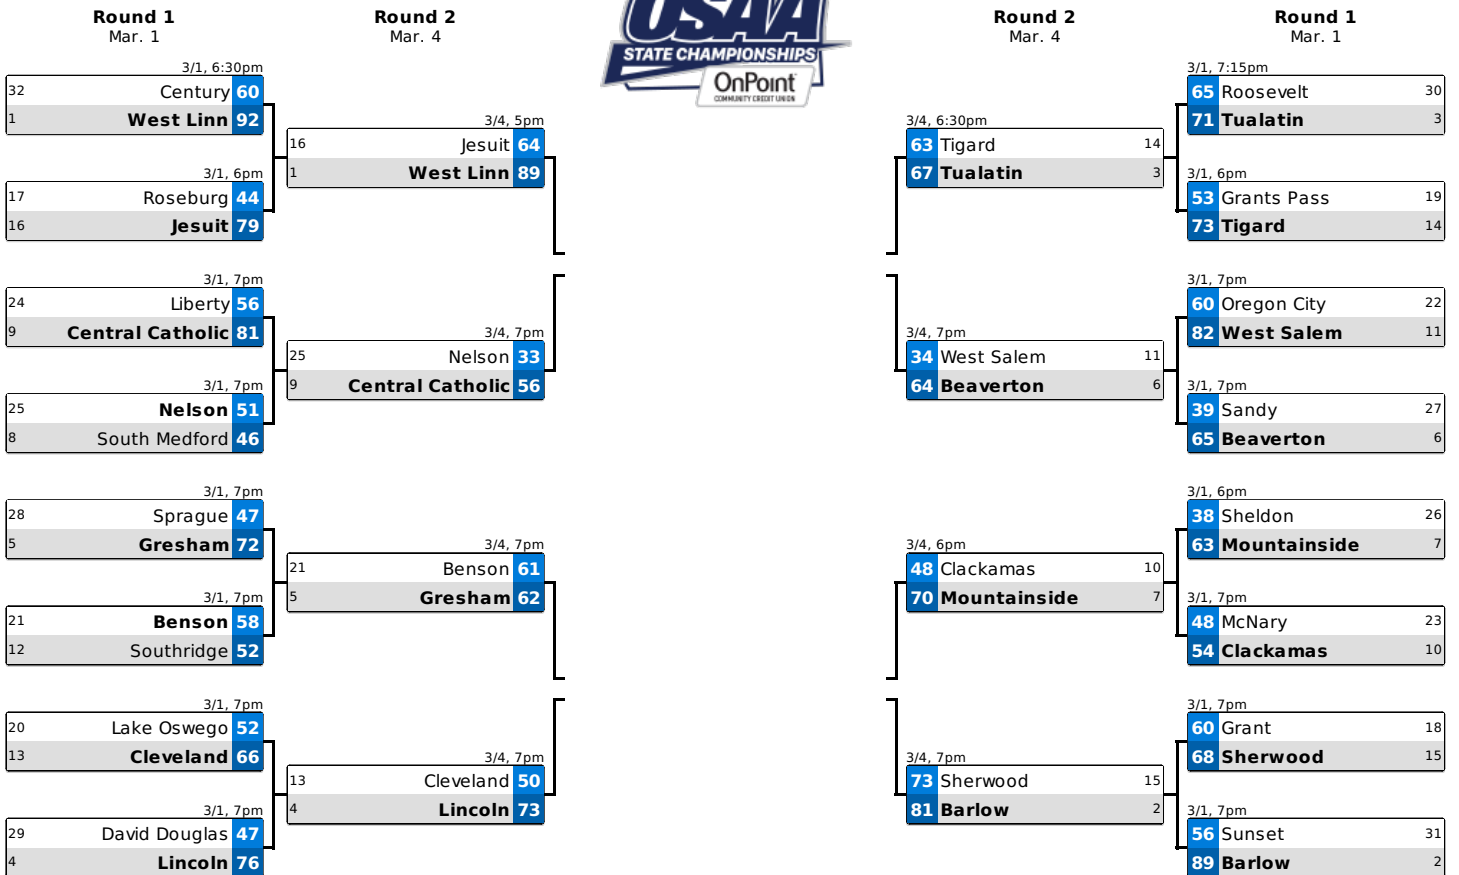 Round 1
Mar. 1
Round 2
Mar. 4
OSAA
STATE CHAMPIONSHIPS
OnPoint
COMMUNITY CREDIT UNION
Round 2
Mar. 4
Round 1
Mar. 1
3/1, 6:30pm
32 Century 60
1 West Linn 92
3/1, 6pm
17 Roseburg 44
16 Jesuit 79
3/1, 7pm
24 Liberty 56
9 Central Catholic 81
3/1, 7pm
25 Nelson 51
8 South Medford 46
3/1, 7pm
28 Sprague 47
5 Gresham 72
3/1, 7pm
21 Benson 58
12 Southridge 52
3/1, 7pm
20 Lake Oswego 52
13 Cleveland 66
3/1, 7pm
29 David Douglas 47
4 Lincoln 76
3/4, 5pm
16 Jesuit 64
1 West Linn 89
3/4, 7pm
25 Nelson 33
9 Central Catholic 56
3/4, 7pm
21 Benson 61
5 Gresham 62
3/4, 7pm
13 Cleveland 50
4 Lincoln 73
3/4, 6:30pm
63 Tigard 14
67 Tualatin 3
3/4, 7pm
34 West Salem 11
64 Beaverton 6
3/4, 6pm
48 Clackamas 10
70 Mountainside 7
3/4, 7pm
73 Sherwood 15
81 Barlow 2
3/1, 7:15pm
65 Roosevelt 30
71 Tualatin 3
3/1, 6pm
53 Grants Pass 19
73 Tigard 14
3/1, 7pm
60 Oregon City 22
82 West Salem 11
3/1, 7pm
39 Sandy 27
65 Beaverton 6
3/1, 6pm
38 Sheldon 26
63 Mountainside 7
3/1, 7pm
48 McNary 23
54 Clackamas 10
3/1, 7pm
60 Grant 18
68 Sherwood 15
3/1, 7pm
56 Sunset 31
89 Barlow 2